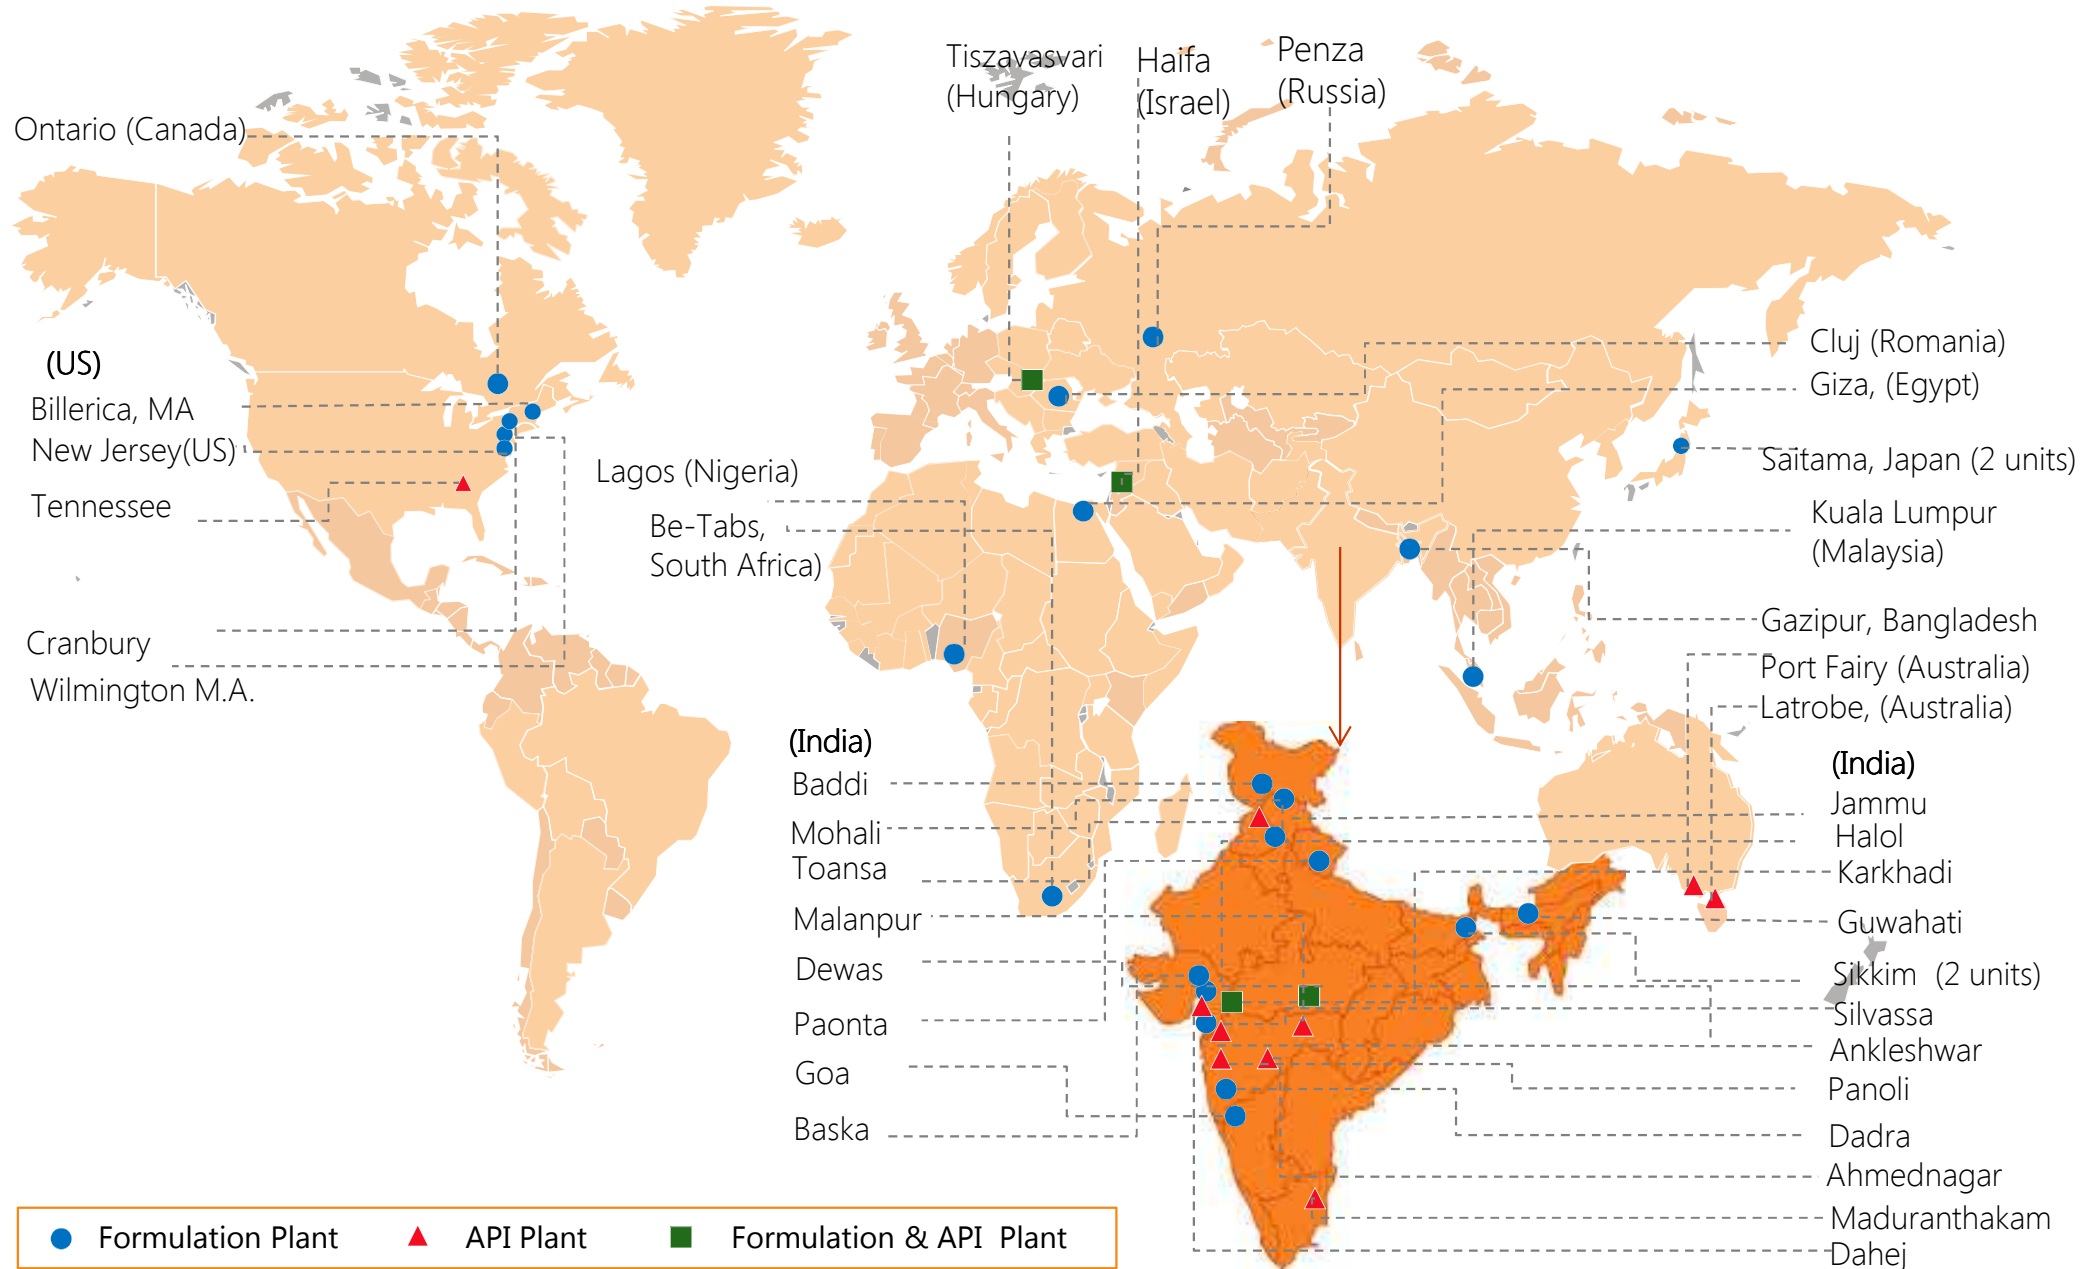 Tiszavasvari
(Hungary)
Haifa
(Israel)
Penza
(Russia)
Ontario (Canada)
(US)
Billerica, MA
New Jersey(US)
Tennessee
Cranbury
Wilmington M.A.
Lagos (Nigeria)
Be-Tabs,
South Africa)
Cluj (Romania)
Giza, (Egypt)
Saitama, Japan (2 units)
Kuala Lumpur
(Malaysia)
Gazipur, Bangladesh
Port Fairy (Australia)
Latrobe, (Australia)
(India)
Baddi
Mohali
Toansa
Malanpur
Dewas
Paonta
Goa
Baska
(India)
Jammu
Halol
Karkhadi
Guwahati
Sikkim (2 units)
Silvassa
Ankleshwar
Panoli
Dadra
Ahmednagar
Maduranthakam
Dahej
Formulation Plant
API Plant
Formulation & API Plant